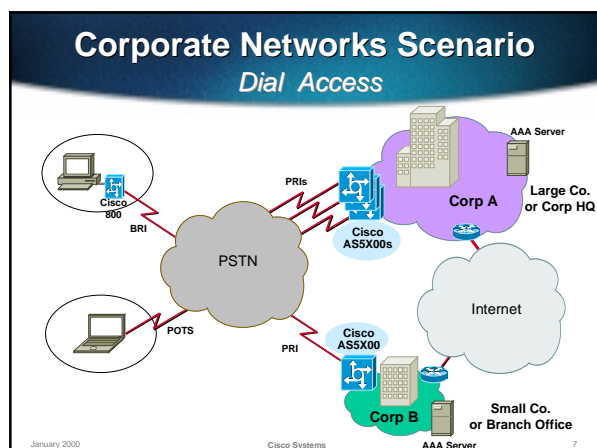 Corporate Networks Scenario
Dial Access
AAA Server
PRIs
Cisco
800
BRI
Corp A
Large Co.
or Corp HQ
Cisco
AS5X00s
PSTN
Internet
POTS
PRI
Cisco
AS5X00
Corp B
Small Co.
or Branch Office
AAA Server
January 2000
Cisco Systems
7